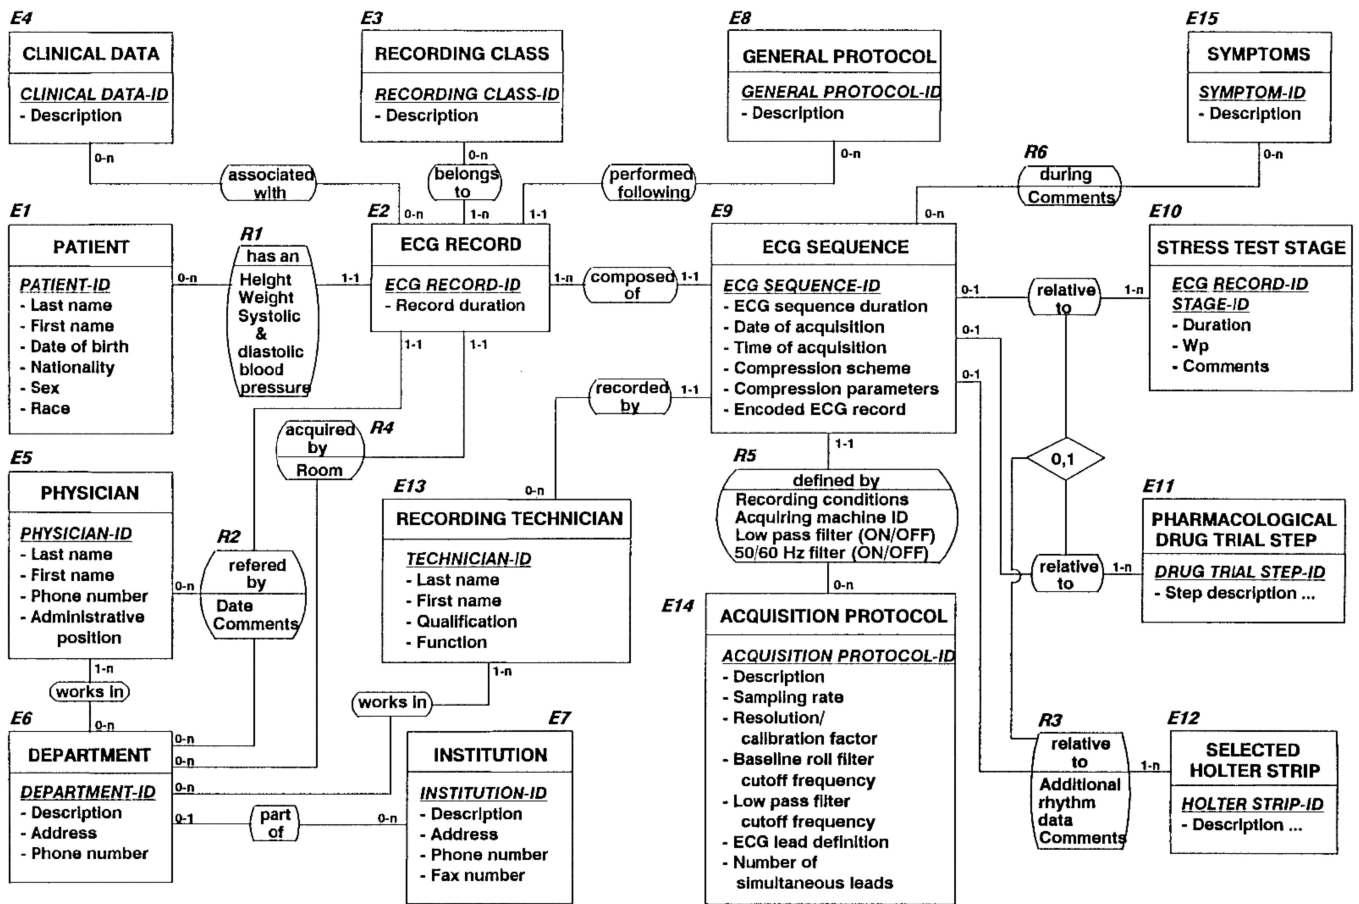 E4
CLINICAL DATA
CLINICAL DATA-ID
- Description
0-n
E3
RECORDING CLASS
RECORDING CLASS-ID
- Description
0-n
E8
GENERAL PROTOCOL
GENERAL PROTOCOL-ID
- Description
0-n
E15
SYMPTOMS
SYMPTOM-ID
- Description
0-n
associated
with
belongs
to
performed
following
R6
during
Comments
0-n
1-n
1-1
0-n
E1
PATIENT
PATIENT-ID
- Last name
- First name
- Date of birth
- Nationality
- Sex
- Race
0-n
R1
has an
Height
Weight
Systolic
&
diastolic
blood
pressure
1-1
E2
ECG RECORD
ECG RECORD-ID
- Record duration
1-n
1-1
1-1
composed
of
1-1
E9
ECG SEQUENCE
ECG SEQUENCE-ID
- ECG sequence duration
- Date of acquisition
- Time of acquisition
- Compression scheme
- Compression parameters
- Encoded ECG record
0-1
0-1
0-1
1-1
relative
to
1-n
E10
STRESS TEST STAGE
ECG RECORD-ID
STAGE-ID
- Duration
- Wp
- Comments
recorded
by
1-1
acquired
by
Room
R4
0,1
E5
PHYSICIAN
PHYSICIAN-ID
- Last name
- First name
- Phone number
- Administrative
position
0-n
1-n
R2
refered
by
Date
Comments
E13
0-n
RECORDING TECHNICIAN
TECHNICIAN-ID
- Last name
- First name
- Qualification
- Function
1-n
R5
defined by
Recording conditions
Acquiring machine ID
Low pass filter (ON/OFF)
50/60 Hz filter (ON/OFF)
0-n
E11
PHARMACOLOGICAL
DRUG TRIAL STEP
DRUG TRIAL STEP-ID
- Step description ...
relative
to
1-n
works in
0-n
works in
E6
DEPARTMENT
DEPARTMENT-ID
- Description
- Address
- Phone number
0-n
0-n
0-n
0-1
part
of
0-n
E7
INSTITUTION
INSTITUTION-ID
- Description
- Address
- Phone number
- Fax number
E14
ACQUISITION PROTOCOL
ACQUISITION PROTOCOL-ID
- Description
- Sampling rate
- Resolution/
calibration factor
- Baseline roll filter
cutoff frequency
- Low pass filter
cutoff frequency
- ECG lead definition
- Number of
simultaneous leads
R3
relative
to
Additional
rhythm
data
Comments
1-n
E12
SELECTED
HOLTER STRIP
HOLTER STRIP-ID
- Description ...